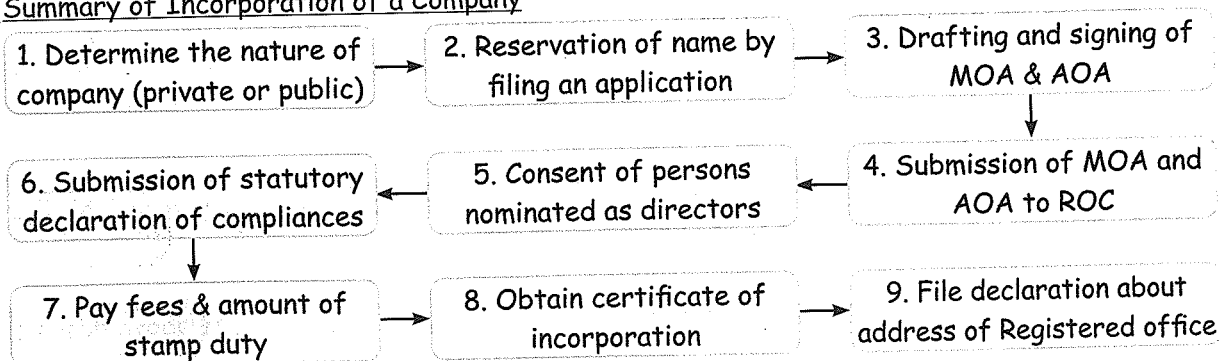 Summary of Incorporation of a Company
1. Determine the nature of
company (private or public)
2. Reservation of name by
filing an application
3. Drafting and signing of
MOA & AOA
4. Submission of MOA and
AOA to ROC
5. Consent of persons
nominated as directors
6. Submission of statutory
declaration of compliances
7. Pay fees & amount of
stamp duty
8. Obtain certificate of
incorporation
9. File declaration about
address of Registered office